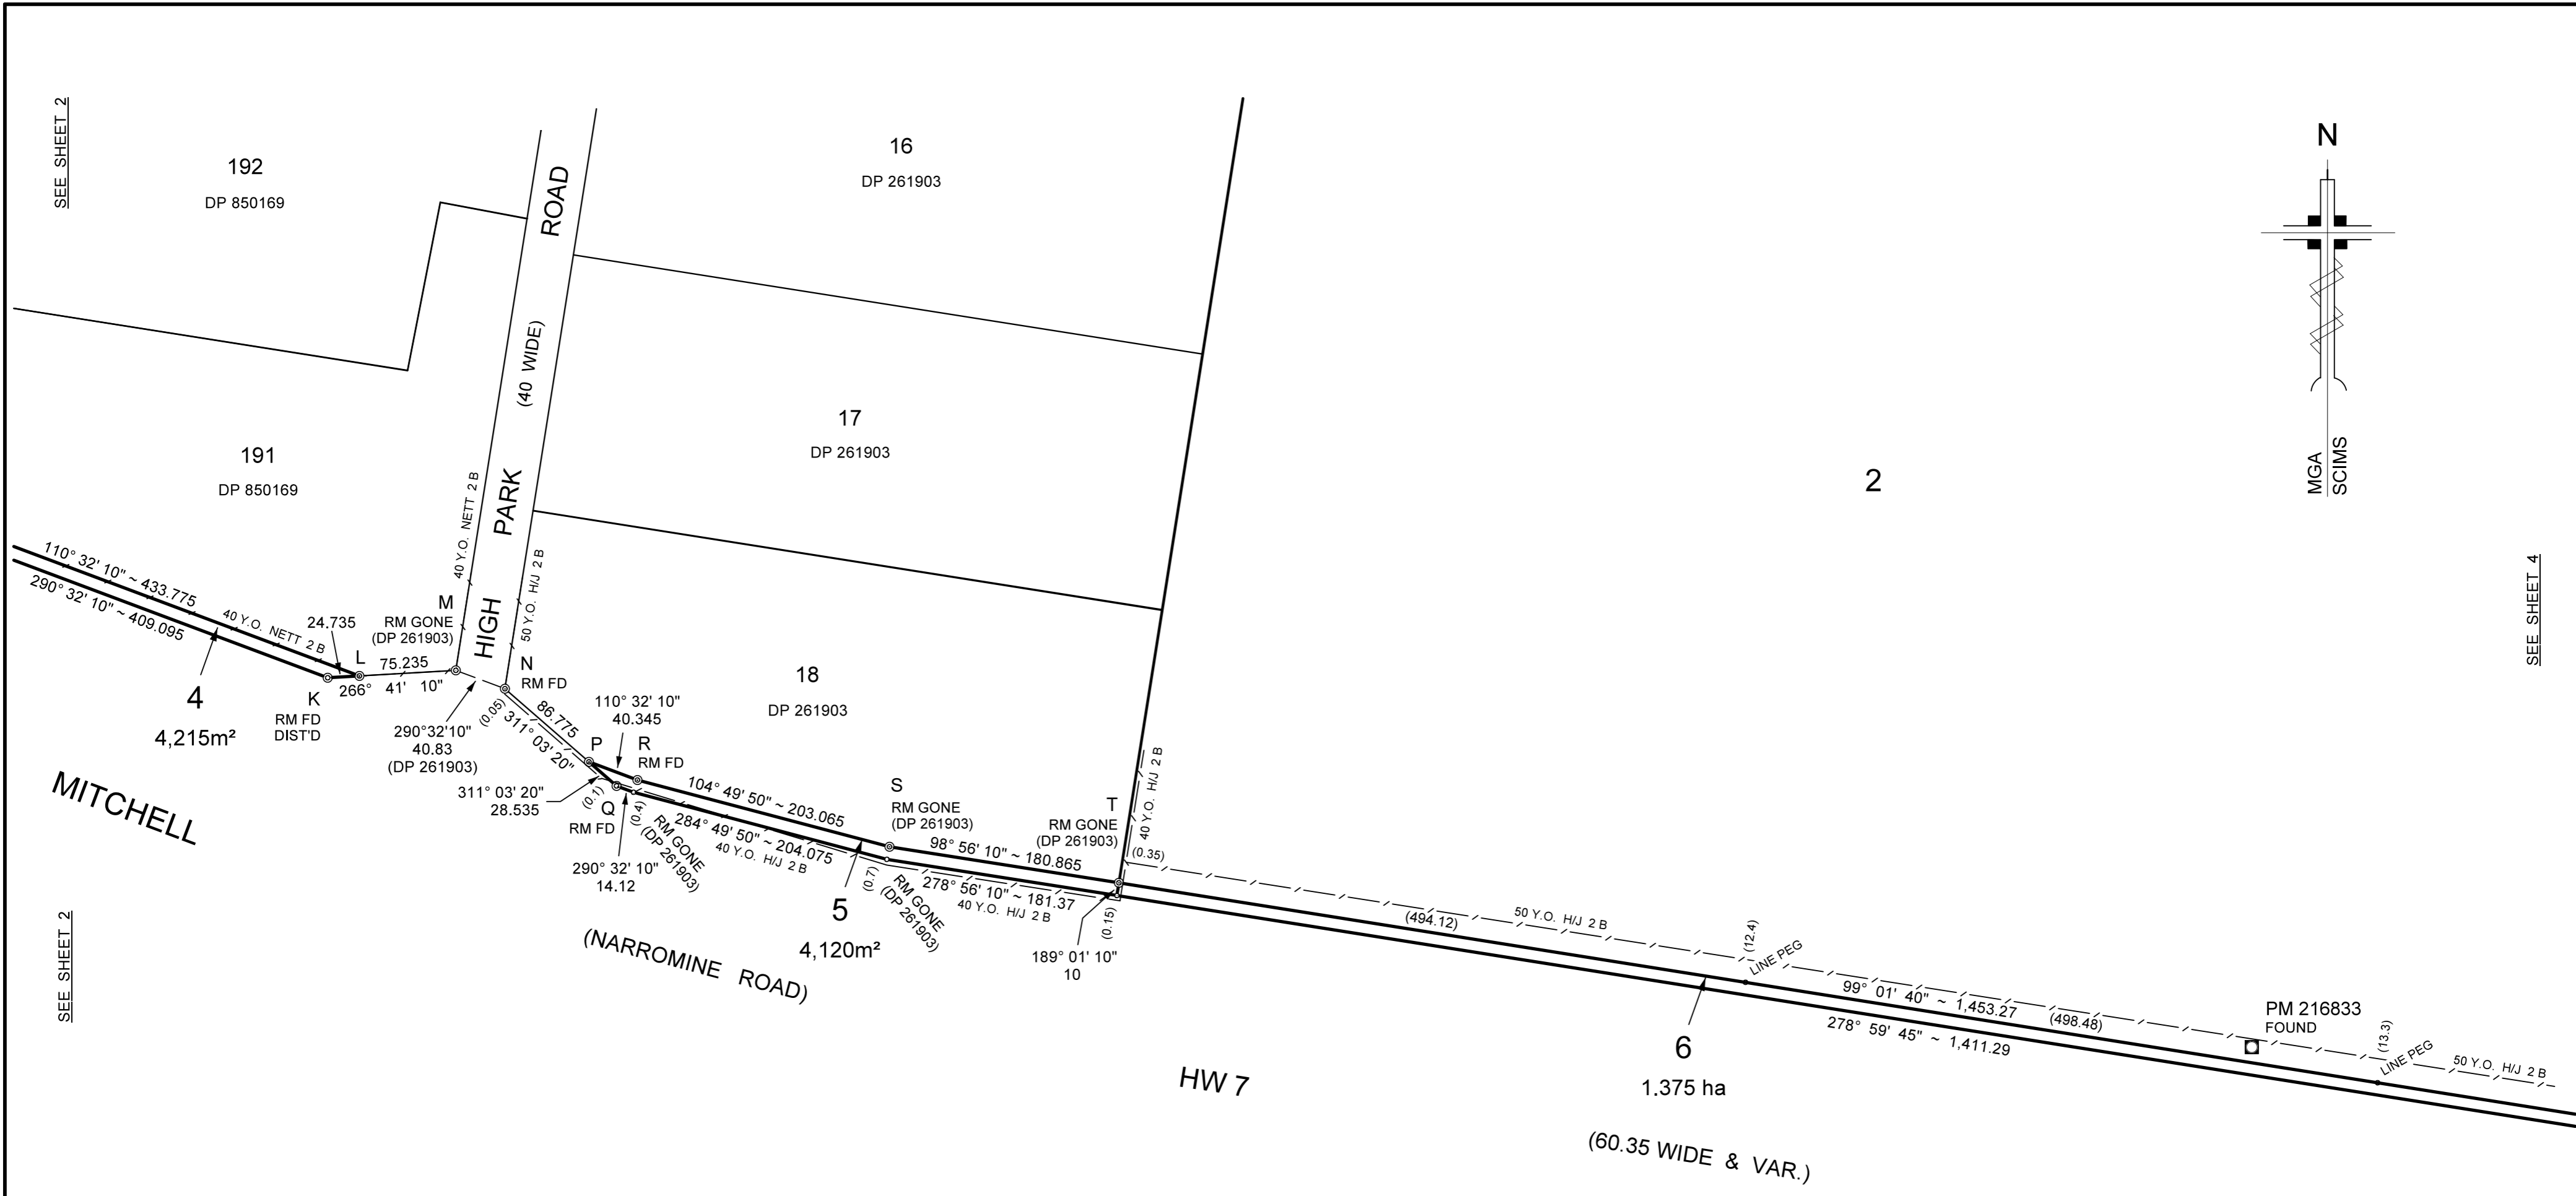 SEE SHEET 2
192
DP 850169
16
DP 261903
N
MGA
SCIMS
ROAD
(40 WIDE)
PARK
HIGH
17
DP 261903
2
191
DP 850169
40 Y.O. NETT 2 B
50 Y.O. H/J 2 B
SEE SHEET 4
110° 32' 10" ~ 433.775
290° 32' 10" ~ 409.095
40 Y.O. NETT 2 B
24.735
L
75.235
266° 41' 10"
M
RM GONE
(DP 261903)
N
RM FD
K
RM FD
DIST'D
4
4,215m²
290°32'10"
40.83
(DP 261903)
(0.05)
86.775
311° 03' 20"
110° 32' 10"
40.345
P
R
RM FD
18
DP 261903
311° 03' 20"
28.535
(0.1)
Q
RM FD
(0.4)
RM GONE
(DP 261903)
290° 32' 10"
14.12
104° 49' 50" ~ 203.065
284° 49' 50" ~ 204.075
40 Y.O. H/J 2 B
S
RM GONE
(DP 261903)
98° 56' 10" ~ 180.865
278° 56' 10" ~ 181.37
40 Y.O. H/J 2 B
(0.7)
RM GONE
(DP 261903)
T
RM GONE
(DP 261903)
40 Y.O. H/J 2 B
(0.35)
(0.15)
189° 01' 10"
10
5
4,120m²
MITCHELL
(NARROMINE ROAD)
HW 7
(494.12)
50 Y.O. H/J 2 B
(12.4)
LINE PEG
99° 01' 40" ~ 1,453.27
(498.48)
278° 59' 45" ~ 1,411.29
PM 216833
FOUND
(13.3)
LINE PEG
50 Y.O. H/J 2 B
6
1.375 ha
(60.35 WIDE & VAR.)
SEE SHEET 2